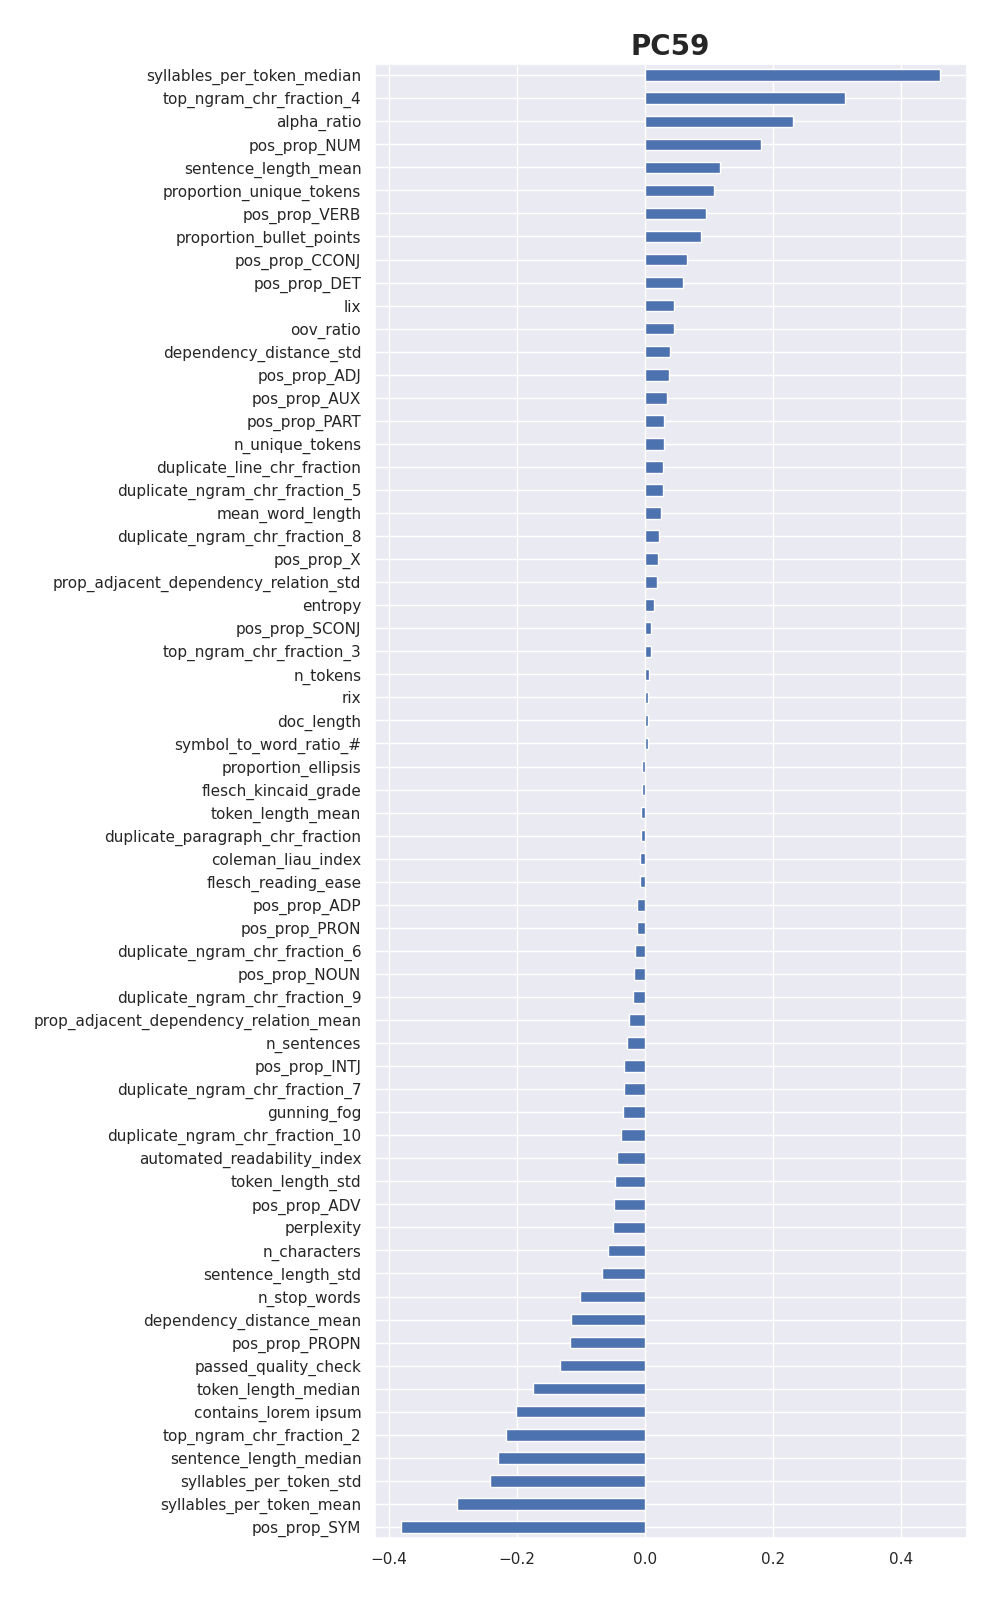 PC59
syllables_per_token_median
top_ngram_chr_fraction_4
alpha_ratio
pos_prop_NUM
sentence_length_mean
proportion_unique_tokens
pos_prop_VERB
proportion_bullet_points
pos_prop_CCONJ
pos_prop_DET
lix
oov_ratio
dependency_distance_std
pos_prop_ADJ
pos_prop_AUX
pos_prop_PART
n_unique_tokens
duplicate_line_chr_fraction
duplicate_ngram_chr_fraction_5
mean_word_length
duplicate_ngram_chr_fraction_8
pos_prop_X
prop_adjacent_dependency_relation_std
entropy
pos_prop_SCONJ
top_ngram_chr_fraction_3
n_tokens
rix
doc_length
symbol_to_word_ratio_#
proportion_ellipsis
flesch_kincaid_grade
token_length_mean
duplicate_paragraph_chr_fraction
coleman_liau_index
flesch_reading_ease
pos_prop_ADP
pos_prop_PRON
duplicate_ngram_chr_fraction_6
pos_prop_NOUN
duplicate_ngram_chr_fraction_9
prop_adjacent_dependency_relation_mean
n_sentences
pos_prop_INTJ
duplicate_ngram_chr_fraction_7
gunning_fog
duplicate_ngram_chr_fraction_10
automated_readability_index
token_length_std
pos_prop_ADV
perplexity
n_characters
sentence_length_std
n_stop_words
dependency_distance_mean
pos_prop_PROPN
passed_quality_check
token_length_median
contains_lorem ipsum
top_ngram_chr_fraction_2
sentence_length_median
syllables_per_token_std
syllables_per_token_mean
pos_prop_SYM
−0.4 −0.2 0.0 0.2 0.4